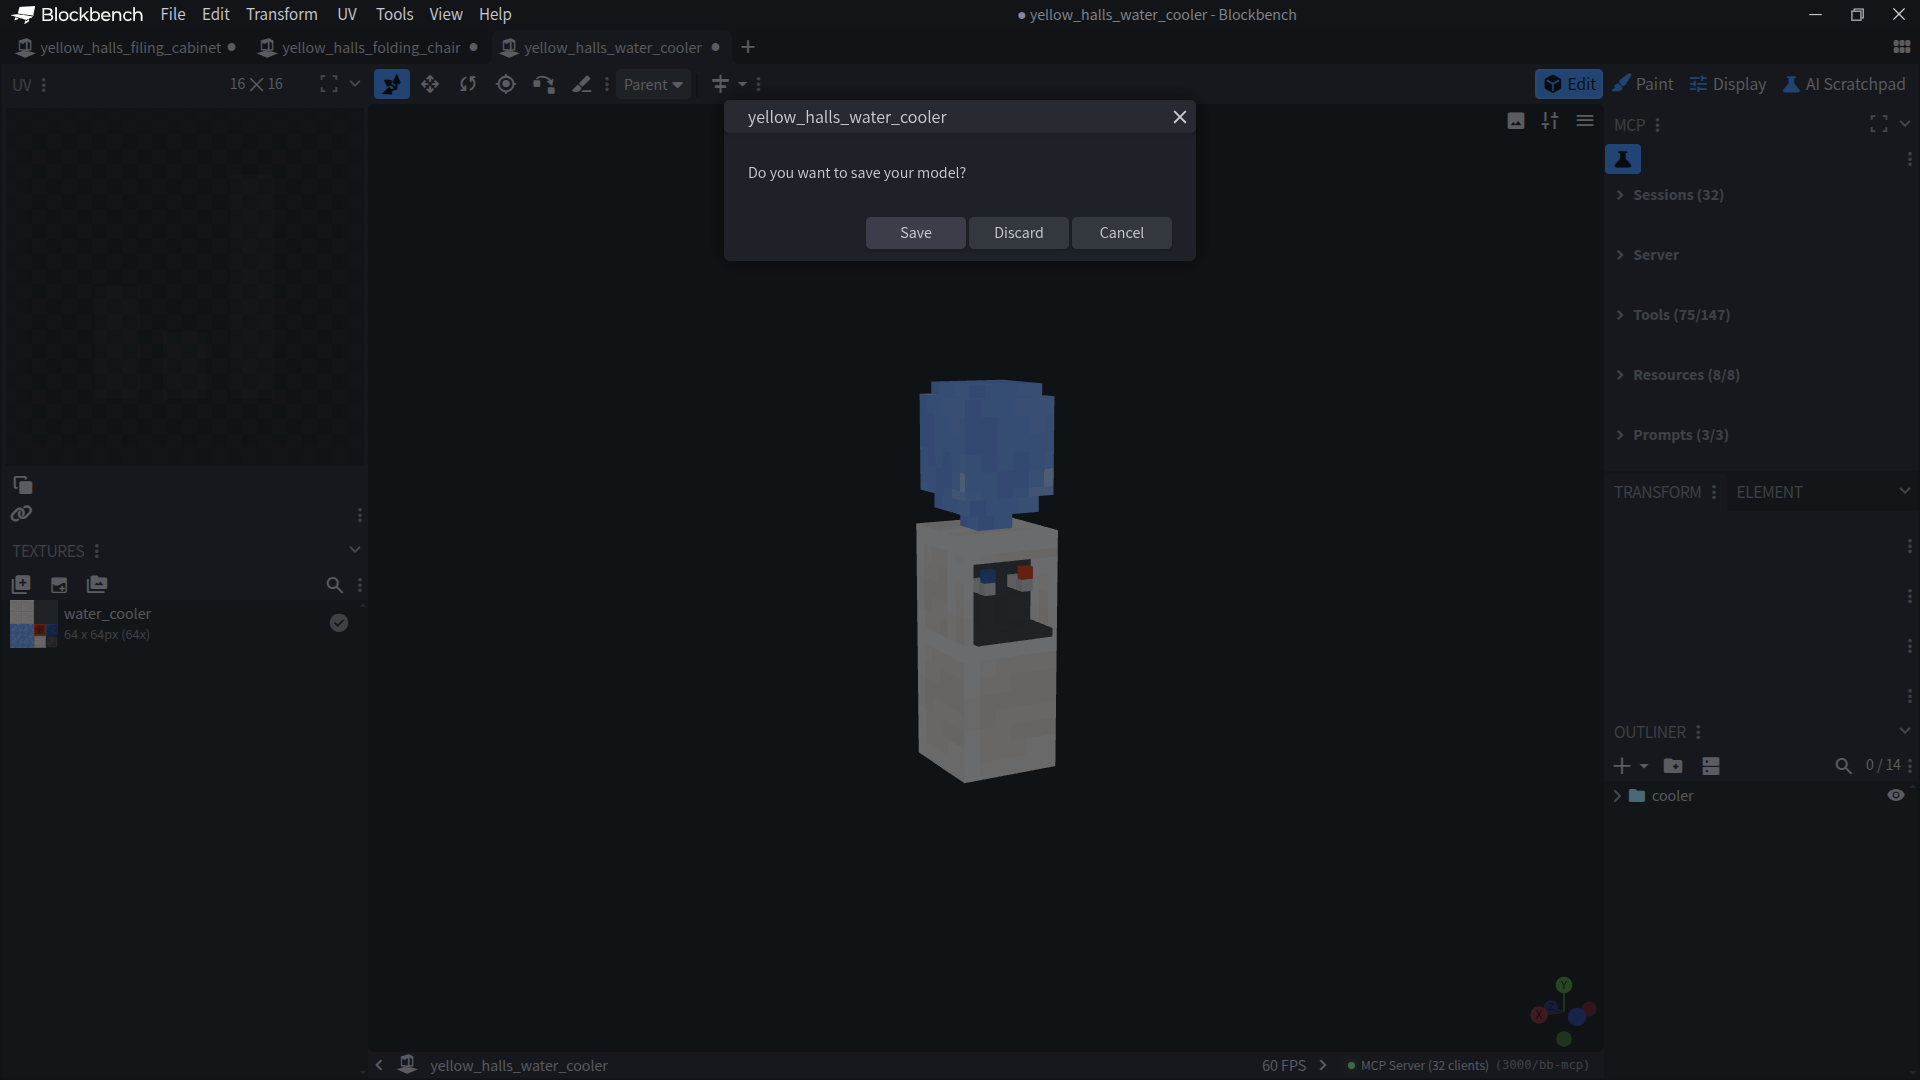 Blockbench File Edit Transform UV Tools View Help
yellow_halls_water_cooler - Blockbench
yellow_halls_filing_cabinet
yellow_halls_folding_chair
yellow_halls_water_cooler
UV
16 × 16
Parent
Edit
Paint
Display
AI Scratchpad
yellow_halls_water_cooler
Do you want to save your model?
Save
Discard
Cancel
MCP
Sessions (32)
Server
Tools (75/147)
Resources (8/8)
Prompts (3/3)
TRANSFORM
ELEMENT
TEXTURES
water_cooler
64 x 64px (64x)
OUTLINER
0 / 14
cooler
Y
X
Z
yellow_halls_water_cooler
60 FPS
MCP Server (32 clients) (3000/bb-mcp)